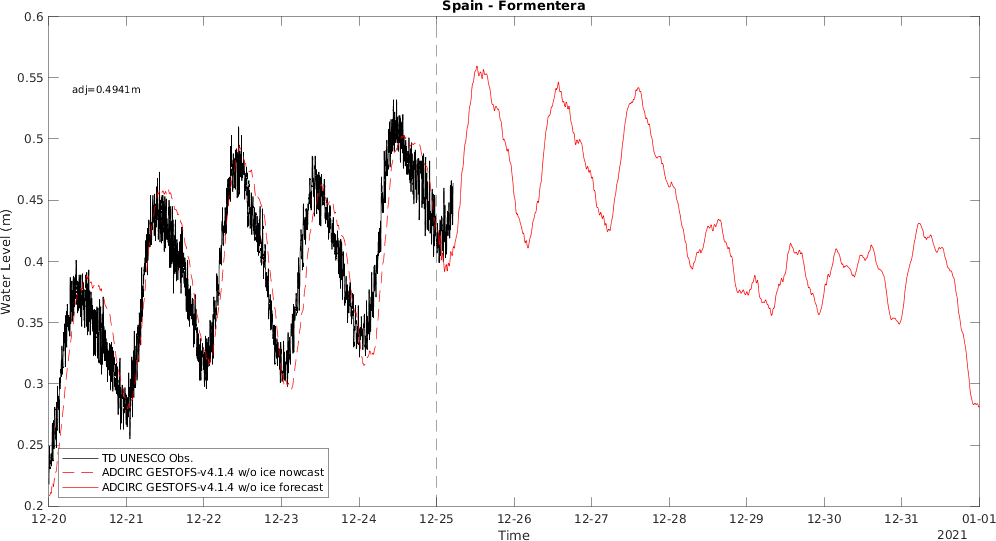 Spain - Formentera
0.6
0.55
adj=0.4941m
0.5
0.45
0.4
0.35
0.3
0.25
0.2
Water Level (m)
TD UNESCO Obs.
ADCIRC GESTOFS-v4.1.4 w/o ice nowcast
ADCIRC GESTOFS-v4.1.4 w/o ice forecast
12-20 12-21 12-22 12-23 12-24 12-25 12-26 12-27 12-28 12-29 12-30 12-31 01-01
Time
2021